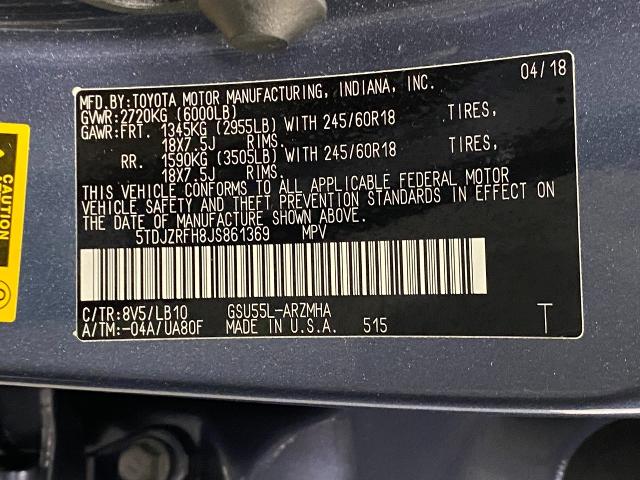 04/18
MFD.BY:TOYOTA MOTOR MANUFACTURING, INDIANA, INC.
GVWR:2720KG (6000LB)
GAWR:FRT. 1345KG (2955LB) WITH 245/60R18 TIRES,
18X7.5J RIMS.
RR. 1590KG (3505LB) WITH 245/60R18 TIRES,
18X7.5J RIMS.
THIS VEHICLE CONFORMS TO ALL APPLICABLE FEDERAL MOTOR
VEHICLE SAFETY AND THEFT PREVENTION STANDARDS IN EFFECT ON
THE DATE OF MANUFACTURE SHOWN ABOVE.
5TDJZRFH8JS861369 MPV
C/TR:8V5/LB10 GSU55L-ARZMHA
A/TM:-04A/UA80F MADE IN U.S.A. 515 T
CAUTION